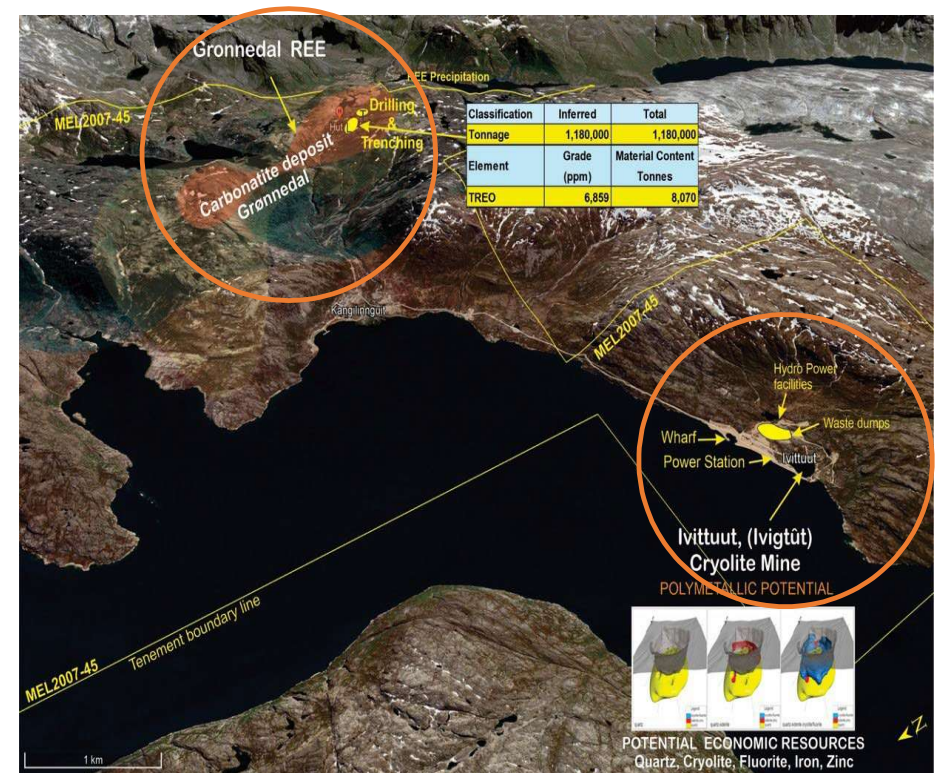 Gronnedal REE
REE Precipitation
MEL2007-45
Drilling
&
Trenching
Hut
Carbonatite deposit
Grønnedal
Classification Inferred Total
Tonnage 1,180,000 1,180,000
Element Grade (ppm) Material Content Tonnes
TREO 6,859 8,070
Kangilinnguit
MEL2007-45
Hydro Power
facilities
Waste dumps
Wharf
Power Station
Ivittuut
Ivittuut, (Ivigtût)
Cryolite Mine
POLYMETALLIC POTENTIAL
MEL2007-45
Tenement boundary line
POTENTIAL ECONOMIC RESOURCES
Quartz, Cryolite, Fluorite, Iron, Zinc
1 km
Z